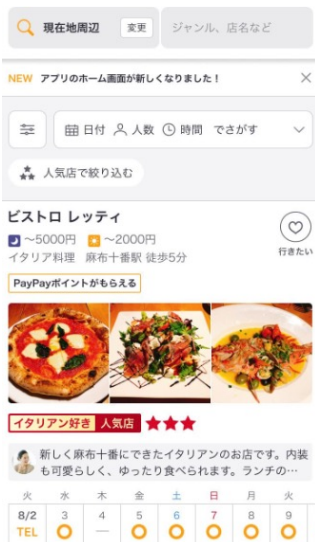 現在地周辺 変更 ジャンル、店名など
NEW アプリのホーム画面が新しくなりました!
日付 人数 時間 でさがす
人気店で絞り込む
ビストロ レッティ
~5000円 ~2000円
行きたい
イタリア料理 麻布十番駅 徒歩5分
PayPayポイントがもらえる
イタリアン好き 人気店
新しく麻布十番にできたイタリアンのお店です。内装
も可愛らしく、ゆったり食べられます。ランチの…
火 水 木 金 土 日 月 火
8/2 3 4 5 6 7 8 9
TEL